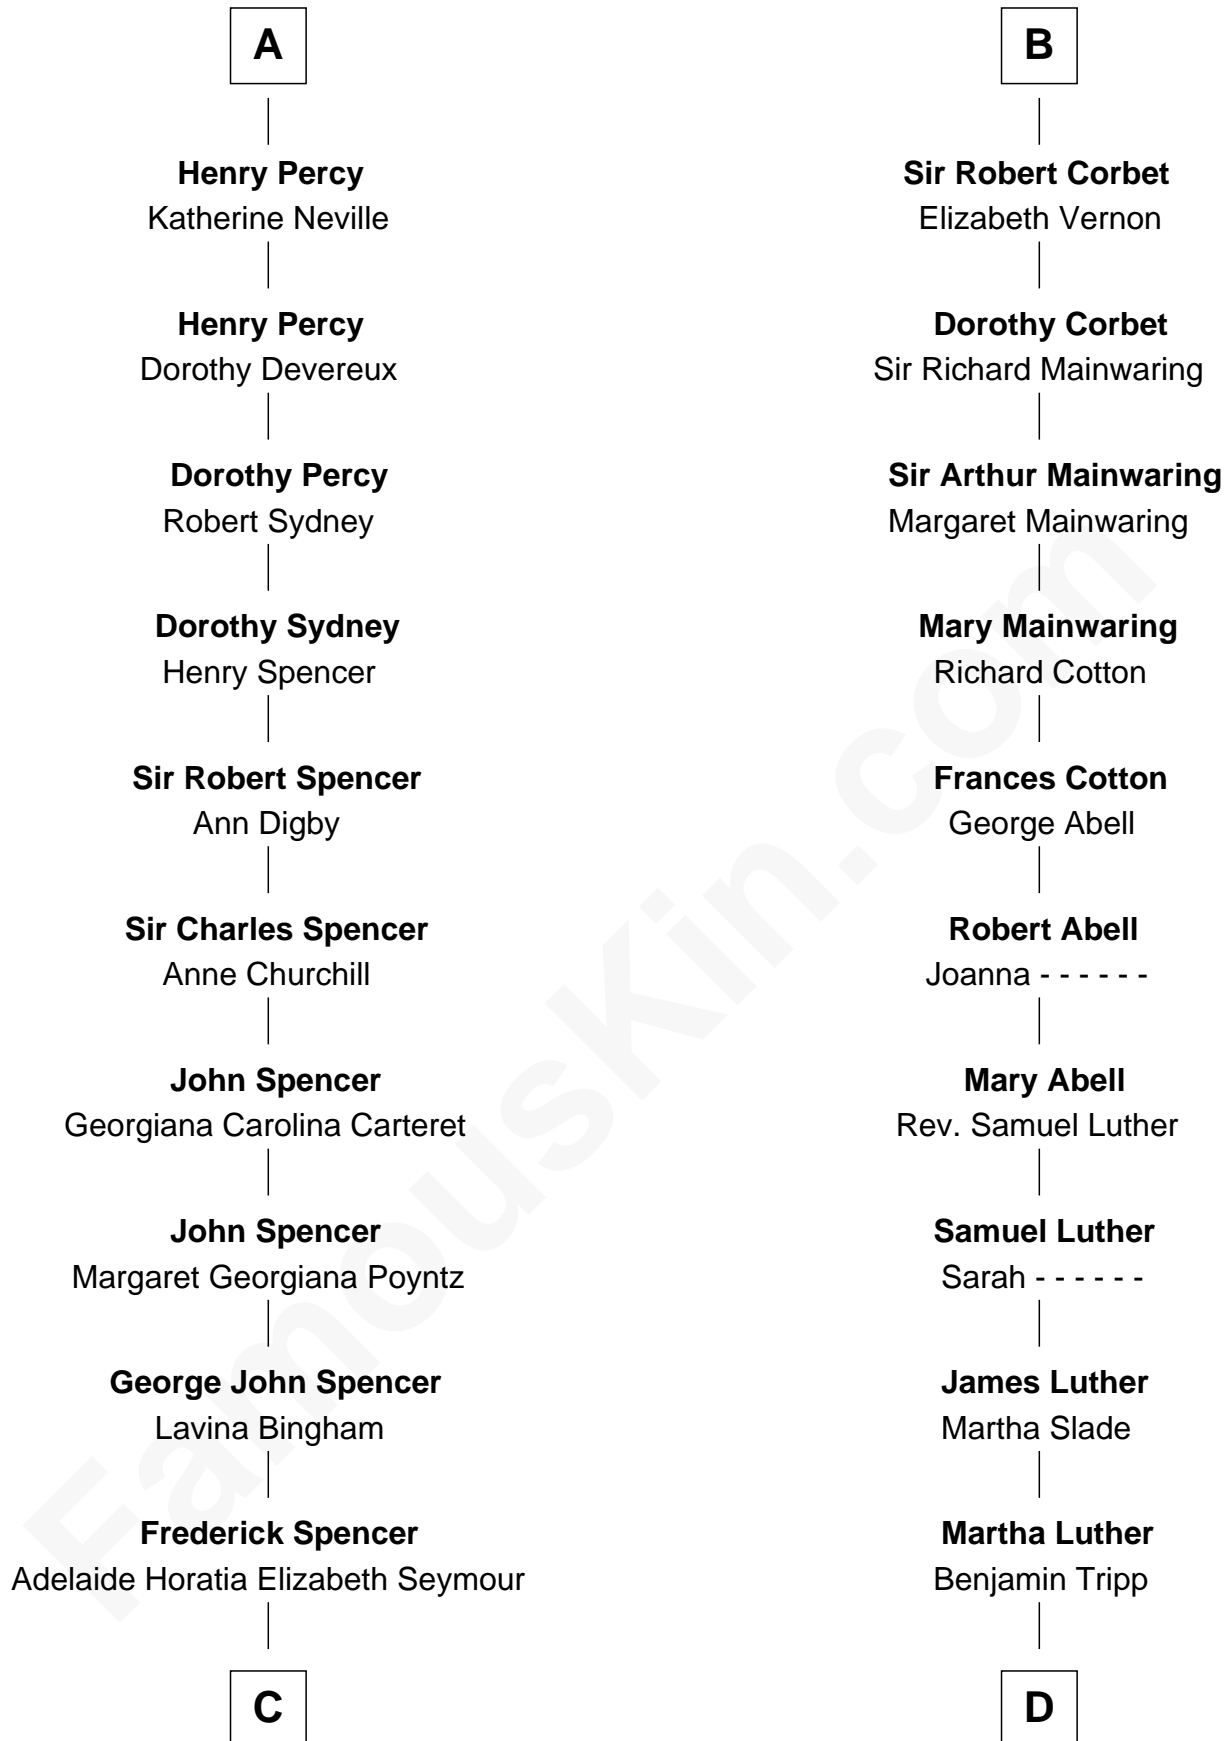 A
Henry Percy
Katherine Neville
Henry Percy
Dorothy Devereux
Dorothy Percy
Robert Sydney
Dorothy Sydney
Henry Spencer
Sir Robert Spencer
Ann Digby
Sir Charles Spencer
Anne Churchill
John Spencer
Georgiana Carolina Carteret
John Spencer
Margaret Georgiana Poyntz
George John Spencer
Lavina Bingham
Frederick Spencer
Adelaide Horatia Elizabeth Seymour
C
B
Sir Robert Corbet
Elizabeth Vernon
Dorothy Corbet
Sir Richard Mainwaring
Sir Arthur Mainwaring
Margaret Mainwaring
Mary Mainwaring
Richard Cotton
Frances Cotton
George Abell
Robert Abell
Joanna - - - - - -
Mary Abell
Rev. Samuel Luther
Samuel Luther
Sarah - - - - - -
James Luther
Martha Slade
Martha Luther
Benjamin Tripp
D
FamousKin.com